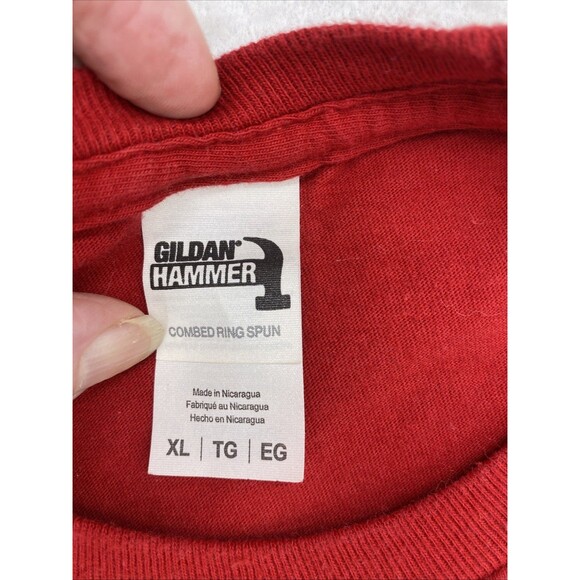 GILDAN®
HAMMER
COMBED RING SPUN
Made in Nicaragua
Fabriqué au Nicaragua
Hecho en Nicaragua
XL | TG | EG